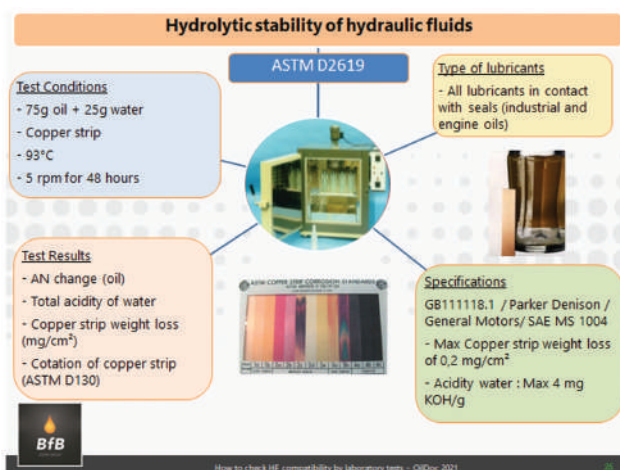 Hydrolytic stability of hydraulic fluids
ASTM D2619
Test Conditions
- 75g oil + 25g water
- Copper strip
- 93°C
- 5 rpm for 48 hours
Type of lubricants
- All lubricants in contact
with seals (industrial and
engine oils)
Test Results
- AN change (oil)
- Total acidity of water
- Copper strip weight loss
(mg/cm²)
- Cotation of copper strip
(ASTM D130)
ASTM COPPER STRIP CORROSION STANDARDS
Specifications
GB111118.1 / Parker Denison /
General Motors/ SAE MS 1004
- Max Copper strip weight loss
of 0,2 mg/cm²
- Acidity water : Max 4 mg
KOH/g
BfB
How to check HF compatibility by laboratory tests - OilDoc 2021